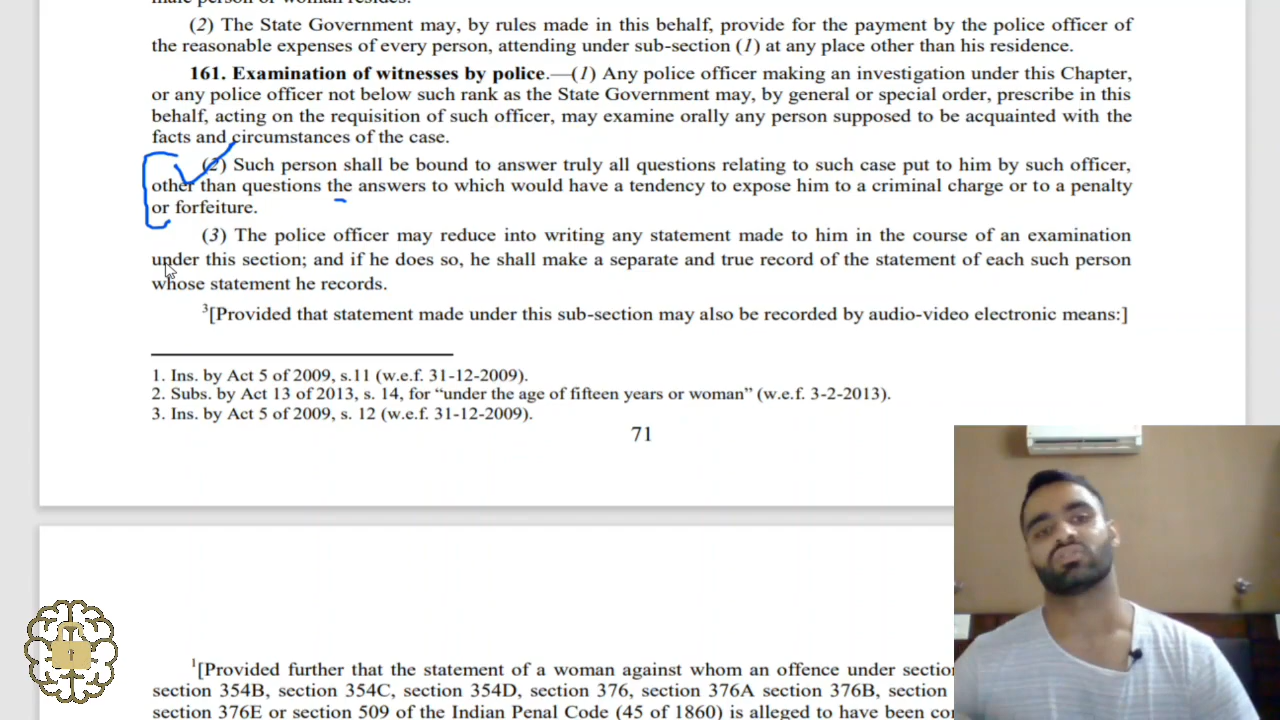 male person or woman resides.
(2) The State Government may, by rules made in this behalf, provide for the payment by the police officer of
the reasonable expenses of every person, attending under sub-section (1) at any place other than his residence.
161. Examination of witnesses by police.—(1) Any police officer making an investigation under this Chapter,
or any police officer not below such rank as the State Government may, by general or special order, prescribe in this
behalf, acting on the requisition of such officer, may examine orally any person supposed to be acquainted with the
facts and circumstances of the case.
(2) Such person shall be bound to answer truly all questions relating to such case put to him by such officer,
other than questions the answers to which would have a tendency to expose him to a criminal charge or to a penalty
or forfeiture.
(3) The police officer may reduce into writing any statement made to him in the course of an examination
under this section; and if he does so, he shall make a separate and true record of the statement of each such person
whose statement he records.
3[Provided that statement made under this sub-section may also be recorded by audio-video electronic means:]
1. Ins. by Act 5 of 2009, s.11 (w.e.f. 31-12-2009).
2. Subs. by Act 13 of 2013, s. 14, for “under the age of fifteen years or woman” (w.e.f. 3-2-2013).
3. Ins. by Act 5 of 2009, s. 12 (w.e.f. 31-12-2009).
71
1[Provided further that the statement of a woman against whom an offence under
section 354B, section 354C, section 354D, section 376, section 376A section 376B, section
section 376E or section 509 of the Indian Penal Code (45 of 1860) is alleged to have been